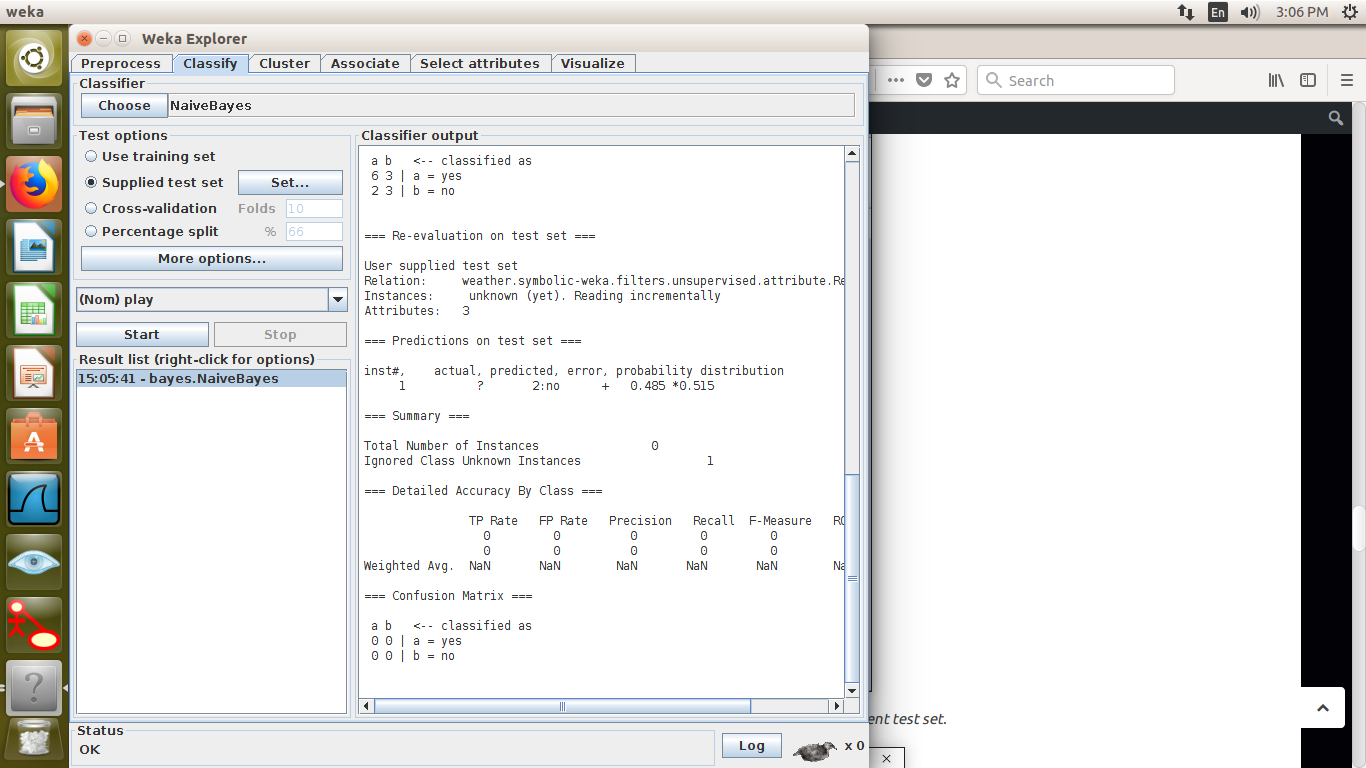 weka
En
3:06 PM
Weka Explorer
Preprocess Classify Cluster Associate Select attributes Visualize
Classifier
Choose NaiveBayes
Test options
Use training set
Supplied test set Set...
Cross-validation Folds 10
Percentage split % 66
More options...
(Nom) play
Start Stop
Result list (right-click for options)
15:05:41 - bayes.NaiveBayes
Classifier output
a b <-- classified as
6 3 | a = yes
2 3 | b = no
=== Re-evaluation on test set ===
User supplied test set
Relation: weather.symbolic-weka.filters.unsupervised.attribute.Re
Instances: unknown (yet). Reading incrementally
Attributes: 3
=== Predictions on test set ===
inst#, actual, predicted, error, probability distribution
1 ? 2:no + 0.485 *0.515
=== Summary ===
Total Number of Instances 0
Ignored Class Unknown Instances 1
=== Detailed Accuracy By Class ===
TP Rate FP Rate Precision Recall F-Measure RO
0 0 0 0 0
0 0 0 0 0
Weighted Avg. NaN NaN NaN NaN NaN Na
=== Confusion Matrix ===
a b <-- classified as
0 0 | a = yes
0 0 | b = no
Status
OK
Log
x 0
Search
ent test set.